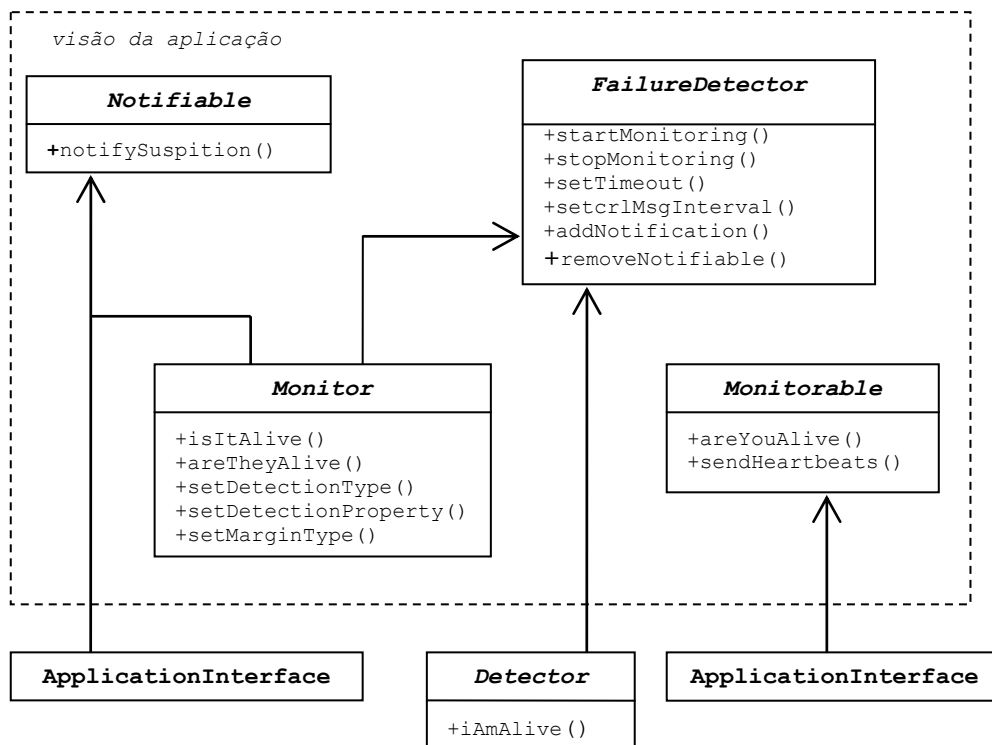 visão da aplicação
Notifiable
+notifySuspition()
FailureDetector
+startMonitoring()
+stopMonitoring()
+setTimeout()
+setcrlMsgInterval()
+addNotification()
+removeNotifiable()
Monitor
+isItAlive()
+areTheyAlive()
+setDetectionType()
+setDetectionProperty()
+setMarginType()
Monitorable
+areYouAlive()
+sendHeartbeats()
ApplicationInterface
Detector
+iAmAlive()
ApplicationInterface